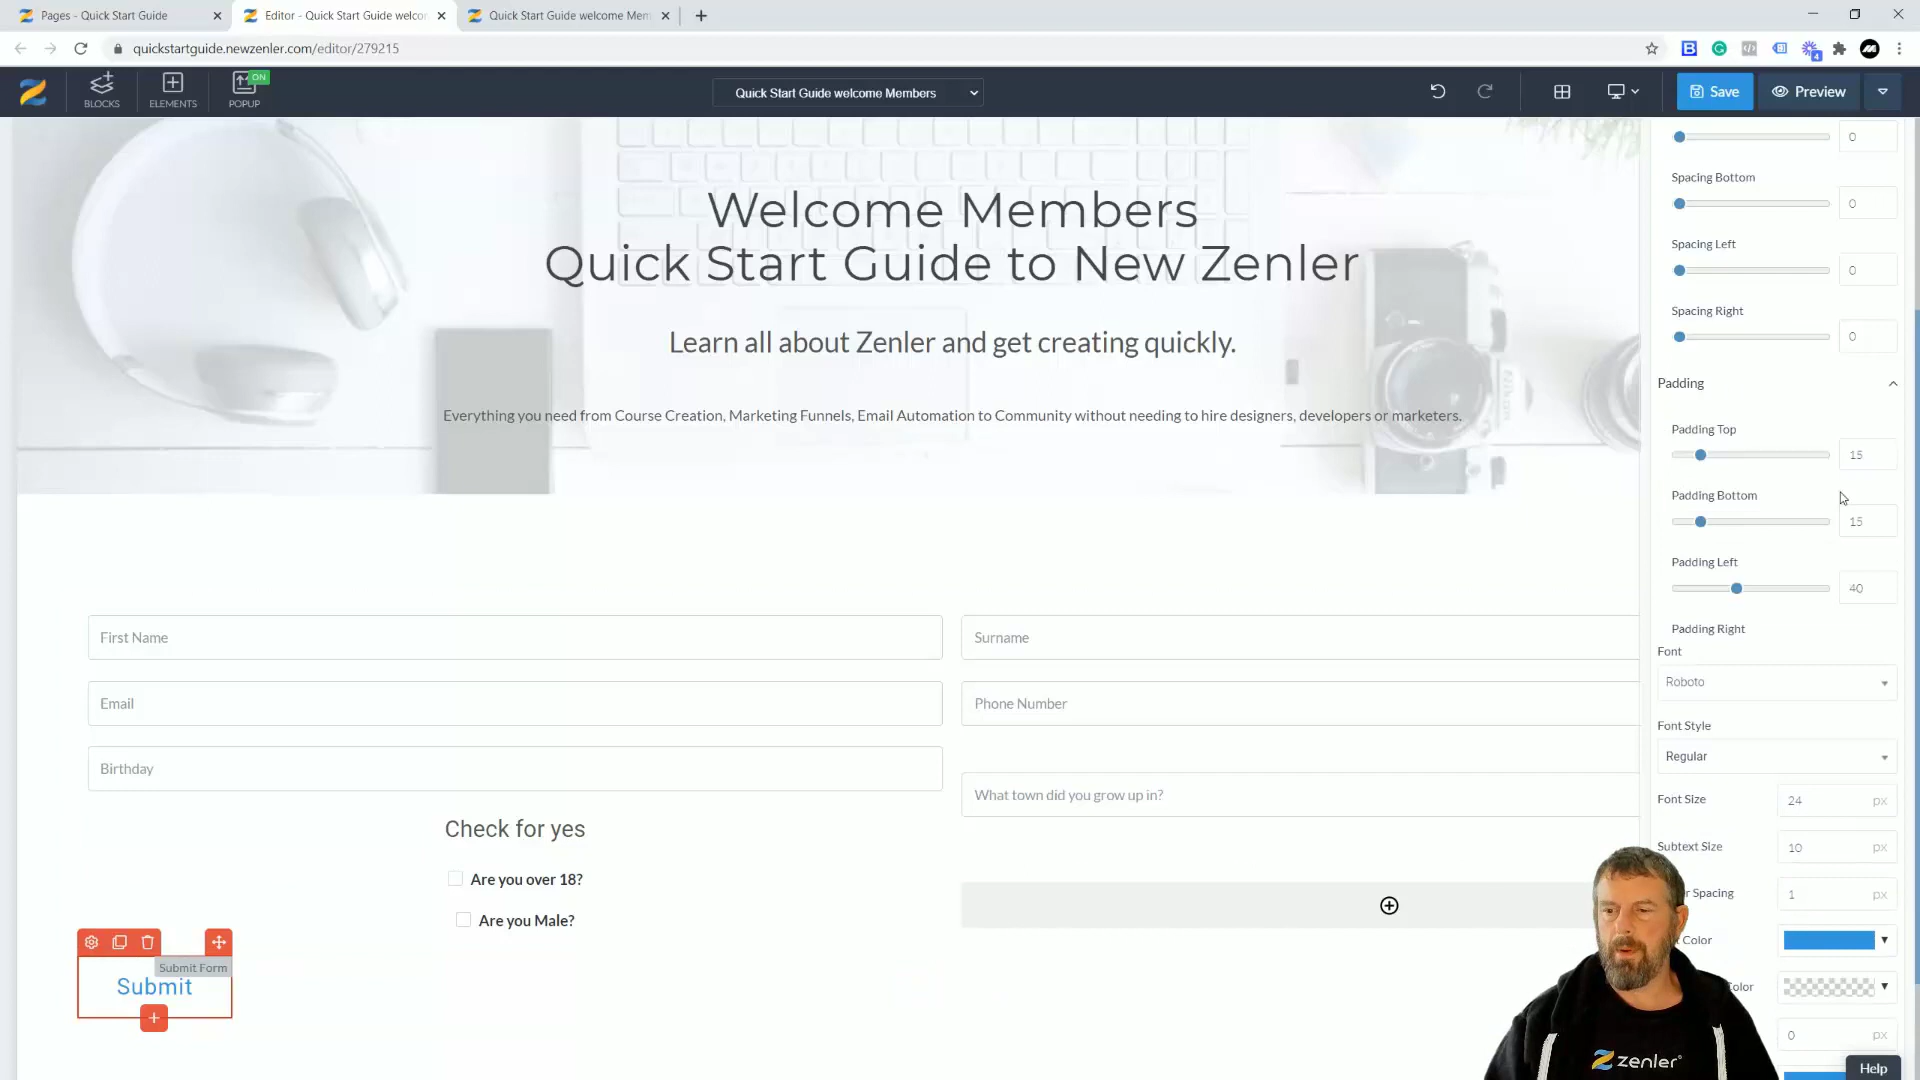 Pages - Quick Start Guide
Editor - Quick Start Guide welcor
Quick Start Guide welcome Mem
quickstartguide.newzenler.com/editor/279215
4
BLOCKS
ELEMENTS
ON
POPUP
Quick Start Guide welcome Members
Save
Preview
Welcome Members
Quick Start Guide to New Zenler
Learn all about Zenler and get creating quickly.
Everything you need from Course Creation, Marketing Funnels, Email Automation to Community without needing to hire designers, developers or marketers.
First Name
Surname
Email
Phone Number
Birthday
What town did you grow up in?
Check for yes
Are you over 18?
Are you Male?
Submit Form
Submit
0
Spacing Bottom
0
Spacing Left
0
Spacing Right
0
Padding
Padding Top
15
Padding Bottom
15
Padding Left
40
Padding Right
Font
Roboto
Font Style
Regular
Font Size
24 px
Subtext Size
10 px
r Spacing
1 px
Color
Color
0 px
zenler
Help